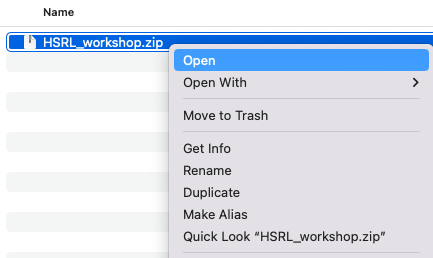 Name
HSRL_workshop.zip
Open
Open With
Move to Trash
Get Info
Rename
Duplicate
Make Alias
Quick Look “HSRL_workshop.zip”